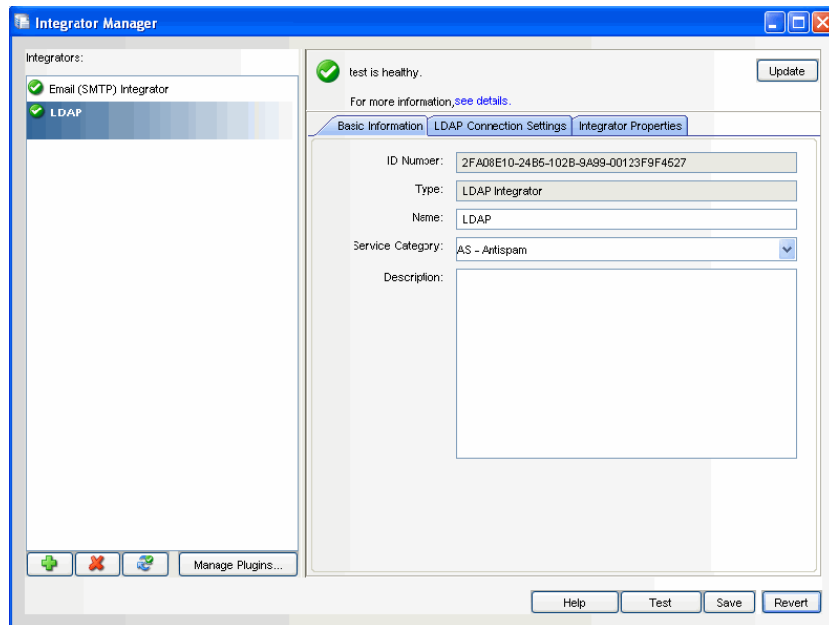 Integrator Manager
Integrators:
Email (SMTP) Integrator
LDAP
test is healthy.
Update
For more information,see details.
Basic Information
LDAP Connection Settings
Integrator Properties
ID Number:
2FA08E10-24B5-102B-9A99-00123F9F4527
Type:
LDAP Integrator
Name:
LDAP
Service Category:
AS - Antispam
Description:
Manage Plugins...
Help
Test
Save
Revert